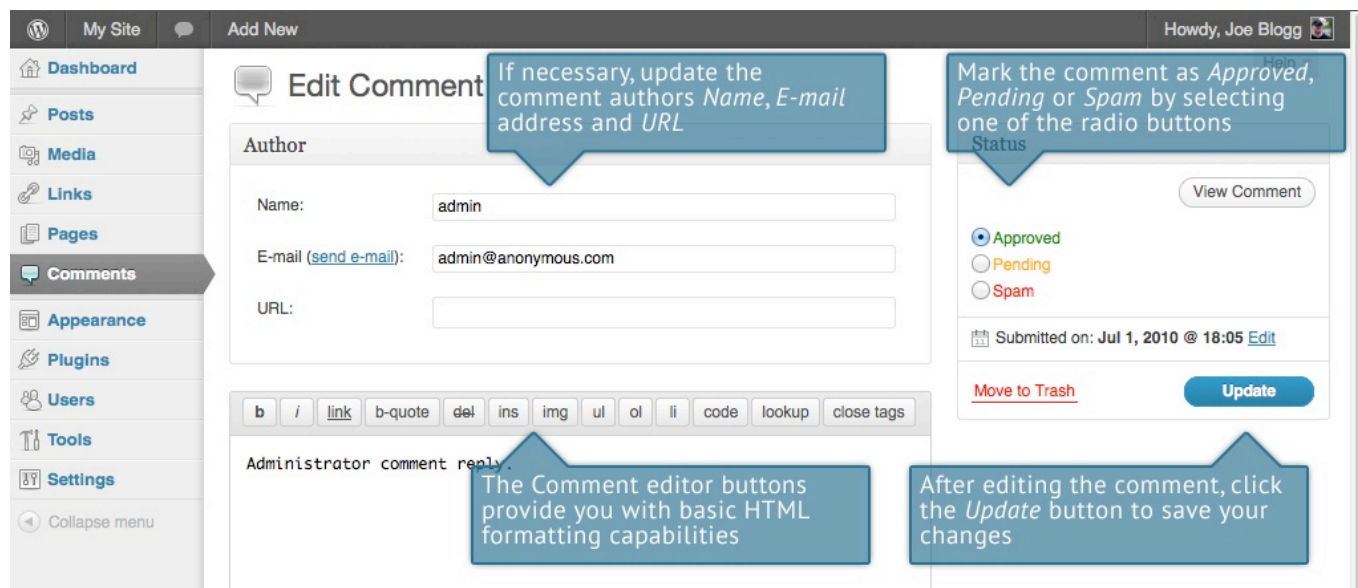 My Site
Add New
Howdy, Joe Blogg
Dashboard
Posts
Media
Links
Pages
Comments
Appearance
Plugins
Users
Tools
Settings
Collapse menu
Edit Comment
If necessary, update the
comment authors Name, E-mail
address and URL
Help
Mark the comment as Approved,
Pending or Spam by selecting
one of the radio buttons
Author
Name:
admin
E-mail (send e-mail):
admin@anonymous.com
URL:
Status
View Comment
Approved
Pending
Spam
Submitted on: Jul 1, 2010 @ 18:05 Edit
Move to Trash
Update
b i link b-quote del ins img ul ol li code lookup close tags
Administrator comment reply.
The Comment editor buttons
provide you with basic HTML
formatting capabilities
After editing the comment, click
the Update button to save your
changes